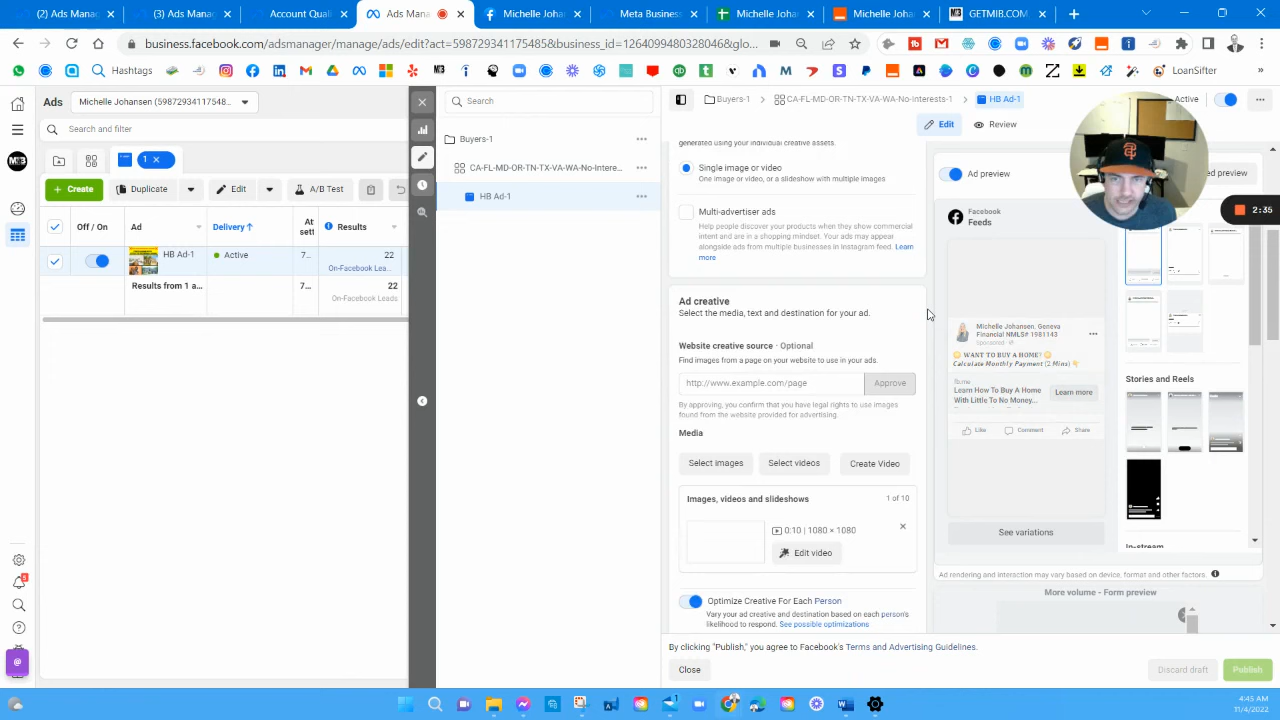 Ads Mana
(3) Ads Mana
Account Quali
Ads Man
Michelle Johan
Meta Business
Michelle Johan
Michelle Johan
GETMIB.COM
business.facebook.com/adsmanager/manage/ads/edit?act=598729341175485&business_id=1264099480328046&glo...
Hashtags
LoanSifter
Ads
Michelle Johansen (59872934117548...
Search and filter
1
Create
Duplicate
Edit
A/B Test
Off / On
Ad
Delivery ↑
At
sett
Results
HB Ad-1
Active
7...
22
On-Facebook Lea...
Results from 1 a...
7...
22
On-Facebook Leads
Search
Buyers-1
CA-FL-MD-OR-TN-TX-VA-WA-No-Intere...
HB Ad-1
Buyers-1
CA-FL-MD-OR-TN-TX-VA-WA-No-Interests-1
HB Ad-1
Active
Edit
Review
generated using your individual creative assets.
Single image or video
One image or video, or a slideshow with multiple images
Multi-advertiser ads
Help people discover your products when they show commercial
intent and are in a shopping mindset. Your ads may appear
alongside ads from multiple businesses in Instagram feed. Learn
more
Ad creative
Select the media, text and destination for your ad.
Website creative source · Optional
Find images from a page on your website to use in your ads.
http://www.example.com/page
Approve
By approving, you confirm that you have legal rights to use images
found from the website provided for advertising.
Media
Select images
Select videos
Create Video
Images, videos and slideshows
1 of 10
0:10 | 1080 × 1080
Edit video
Optimize Creative For Each Person
Vary your ad creative and destination based on each person's
likelihood to respond. See possible optimizations
By clicking "Publish," you agree to Facebook's Terms and Advertising Guidelines.
Close
Discard draft
Publish
Ad preview
ed preview
2:35
Facebook
Feeds
Michelle Johansen, Geneva
Financial NMLS# 1981143
Sponsored ·
WANT TO BUY A HOME?
Calculate Monthly Payment (2 Mins)
Learn How To Buy A Home
With Little To No Money...
Learn more
Like
Comment
Share
See variations
Stories and Reels
In-stream
Ad rendering and interaction may vary based on device, format and other factors.
More volume - Form preview
4:45 AM
11/4/2022